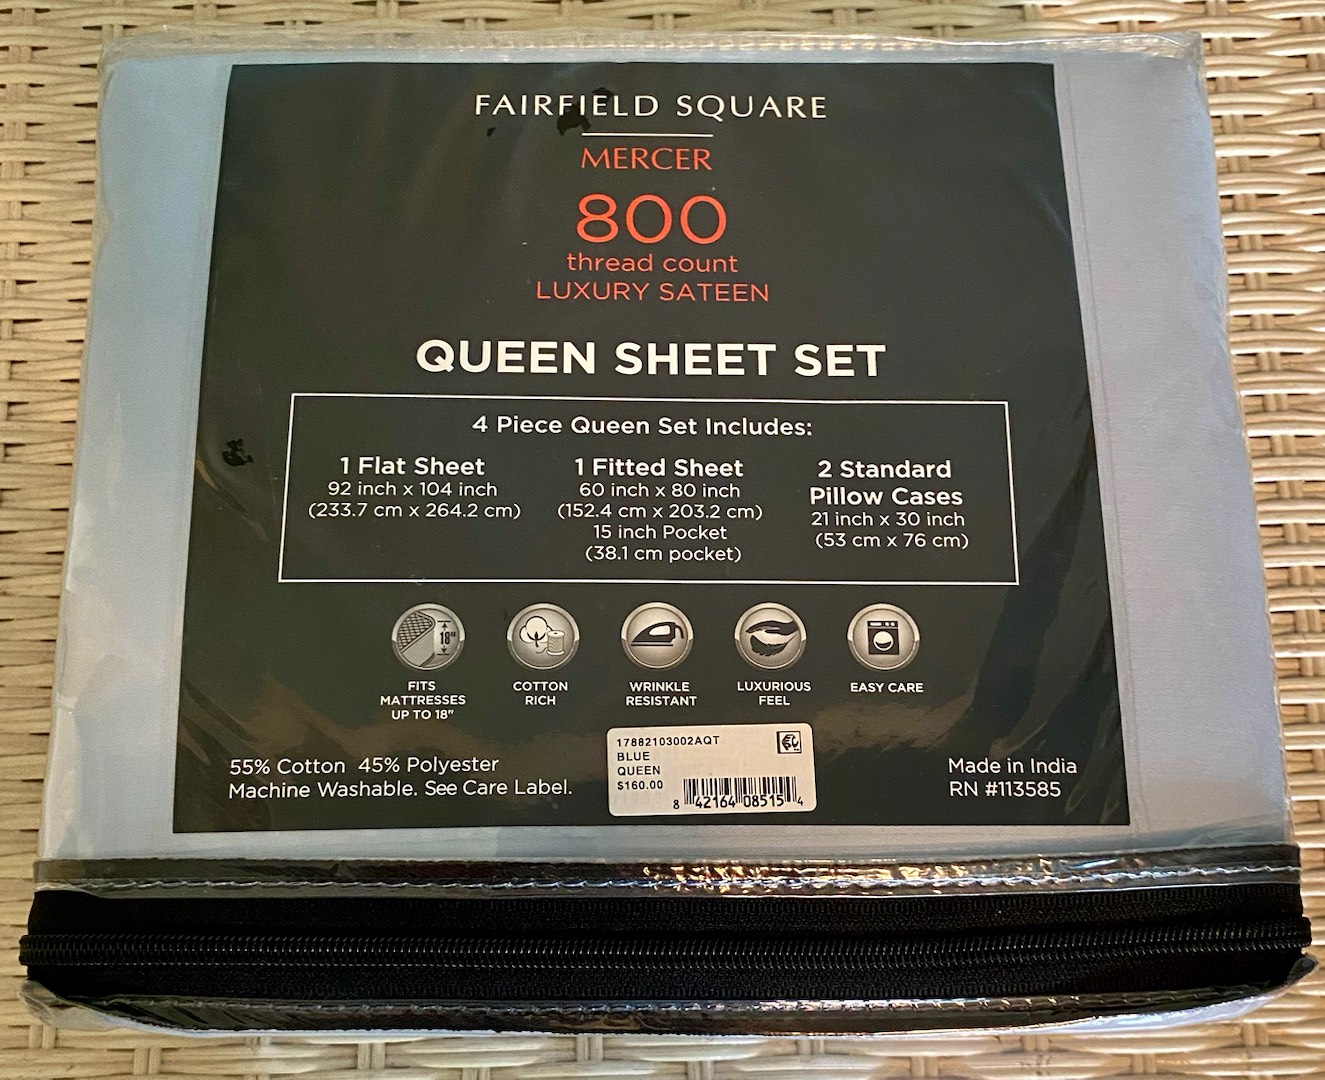 FAIRFIELD SQUARE
MERCER
800
thread count
LUXURY SATEEN
QUEEN SHEET SET
4 Piece Queen Set Includes:
1 Flat Sheet
92 inch x 104 inch
(233.7 cm x 264.2 cm)
1 Fitted Sheet
60 inch x 80 inch
(152.4 cm x 203.2 cm)
15 inch Pocket
(38.1 cm pocket)
2 Standard
Pillow Cases
21 inch x 30 inch
(53 cm x 76 cm)
18"
FITS
MATTRESSES
UP TO 18"
COTTON
RICH
WRINKLE
RESISTANT
LUXURIOUS
FEEL
EASY CARE
55% Cotton 45% Polyester
Machine Washable. See Care Label.
17882103002AQT
BLUE
QUEEN
$160.00
8 42164 08515 4
Made in India
RN #113585